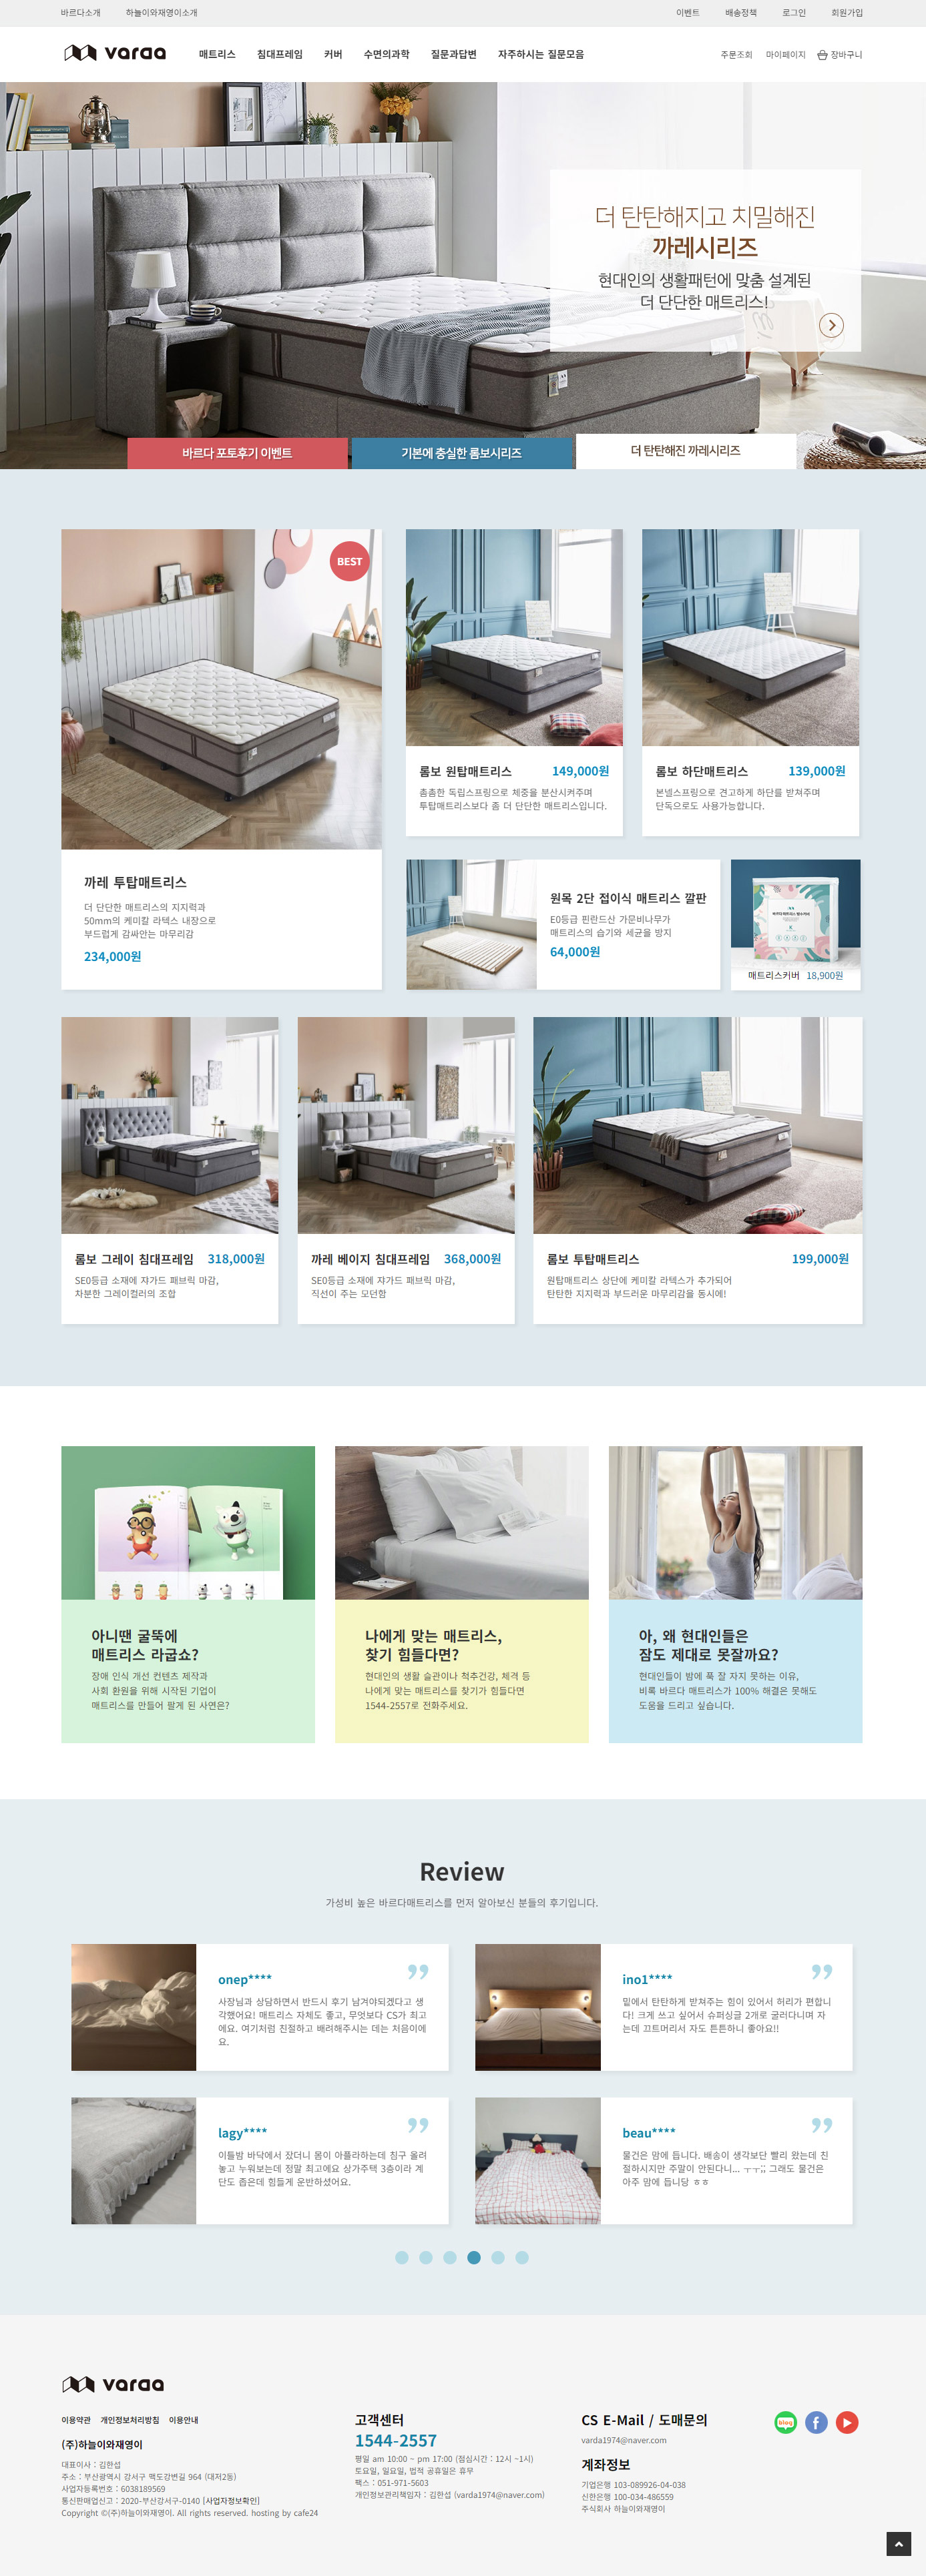 바르다소개 하늘이와재영이소개 이벤트 배송정책 로그인 회원가입
varaa 매트리스 침대프레임 커버 수면의과학 질문과답변 자주하시는 질문모음 주문조회 마이페이지 장바구니
더 탄탄해지고 치밀해진
까레시리즈
현대인의 생활패턴에 맞춤 설계된
더 단단한 매트리스!
바르다 포토후기 이벤트 기본에 충실한 롬보시리즈 더 탄탄해진 까레시리즈
BEST
까레 투탑매트리스
더 단단한 매트리스의 지지력과
50mm의 케미칼 라텍스 내장으로
부드럽게 감싸안는 마무리감
234,000원
롬보 원탑매트리스 149,000원
촘촘한 독립스프링으로 체중을 분산시켜주며
투탑매트리스보다 좀 더 단단한 매트리스입니다.
롬보 하단매트리스 139,000원
본넬스프링으로 견고하게 하단를 받쳐주며
단독으로도 사용가능합니다.
원목 2단 접이식 매트리스 깔판
E0등급 핀란드산 가문비나무가
매트리스의 습기와 세균을 방지
64,000원
매트리스커버 18,900원
롬보 그레이 침대프레임 318,000원
SE0등급 소재에 자가드 패브릭 마감,
차분한 그레이컬러의 조합
까레 베이지 침대프레임 368,000원
SE0등급 소재에 자가드 패브릭 마감,
직선이 주는 모던함
롬보 투탑매트리스 199,000원
원탑매트리스 상단에 케미칼 라텍스가 추가되어
탄탄한 지지력과 부드러운 마무리감을 동시에!
아니땐 굴뚝에
매트리스 라굽쇼?
장애 인식 개선 컨텐츠 제작과
사회 환원을 위해 시작된 기업이
매트리스를 만들어 팔게 된 사연은?
나에게 맞는 매트리스,
찾기 힘들다면?
현대인의 생활 습관이나 척추건강, 체격 등
나에게 맞는 매트리스를 찾기가 힘들다면
1544-2557로 전화주세요.
아, 왜 현대인들은
잠도 제대로 못잘까요?
현대인들이 밤에 푹 잘 자지 못하는 이유,
비록 바르다 매트리스가 100% 해결은 못해도
도움을 드리고 싶습니다.
Review
가성비 높은 바르다매트리스를 먼저 알아보신 분들의 후기입니다.
onep****
사장님과 상담하면서 반드시 후기 남겨야되겠다고 생
각했어요! 매트리스 자체도 좋고, 무엇보다 CS가 최고
에요. 여기처럼 친절하고 배려해주시는 데는 처음이에
요.
ino1****
밑에서 탄탄하게 받쳐주는 힘이 있어서 허리가 편합니
다! 크게 쓰고 싶어서 슈퍼싱글 2개로 굴리다니며 자
는데 끄트머리서 자도 튼튼하니 좋아요!!
lagy****
이틀밤 바닥에서 잤더니 몸이 아플라하는데 침구 올려
놓고 누워보는데 정말 최고에요 상가주택 3층이라 계
단도 좁은데 힘들게 운반하셨어요.
beau****
물건은 맘에 듭니다. 배송이 생각보단 빨리 왔는데 친
절하시지만 주말이 안된다니... ㅜㅜ;; 그래도 물건은
아주 맘에 듭니당 ㅎㅎ
varaa
이용약관 개인정보처리방침 이용안내
(주)하늘이와재영이
대표이사 : 김한섭
주소 : 부산광역시 강서구 맥도강변길 964 (대저2동)
사업자등록번호 : 6038189569
통신판매업신고 : 2020-부산강서구-0140 [사업자정보확인]
Copyright ©(주)하늘이와재영이. All rights reserved. hosting by cafe24
고객센터
1544-2557
평일 am 10:00 ~ pm 17:00 (점심시간 : 12시 ~1시)
토요일, 일요일, 법적 공휴일은 휴무
팩스 : 051-971-5603
개인정보관리책임자 : 김한섭 (varda1974@naver.com)
CS E-Mail / 도매문의
varda1974@naver.com
계좌정보
기업은행 103-089926-04-038
신한은행 100-034-486559
주식회사 하늘이와재영이
blog